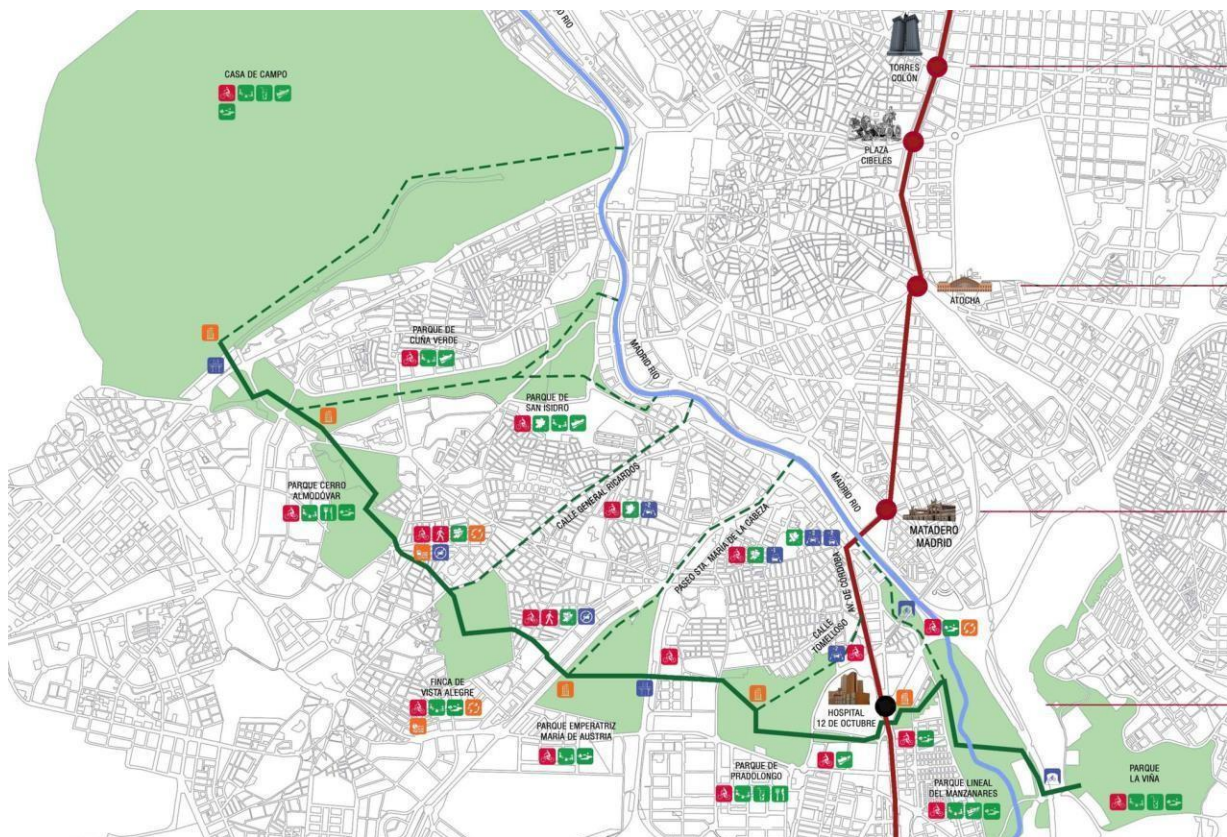 RIO
TORRES
COLÓN
CASA DE CAMPO
PLAZA
CIBELES
ATOCHA
PARQUE DE
CUÑA VERDE
MADRID RIO
PARQUE DE
SAN ISIDRO
PARQUE CERRO
ALMODÓVAR
CALLE GENERAL RICARDOS
PASEO STA. MARIA DE LA CABEZA
MADRID RIO
MATADERO
MADRID
AV. DE CORDOBA
CALLE
TOMELLOSO
FINCA DE
VISTA ALEGRE
HOSPITAL
12 DE OCTUBRE
PARQUE EMPERATRIZ
MARÍA DE AUSTRIA
PARQUE DE
PRADOLONGO
PARQUE LINEAL
DEL MANZANARES
PARQUE
LA VIÑA